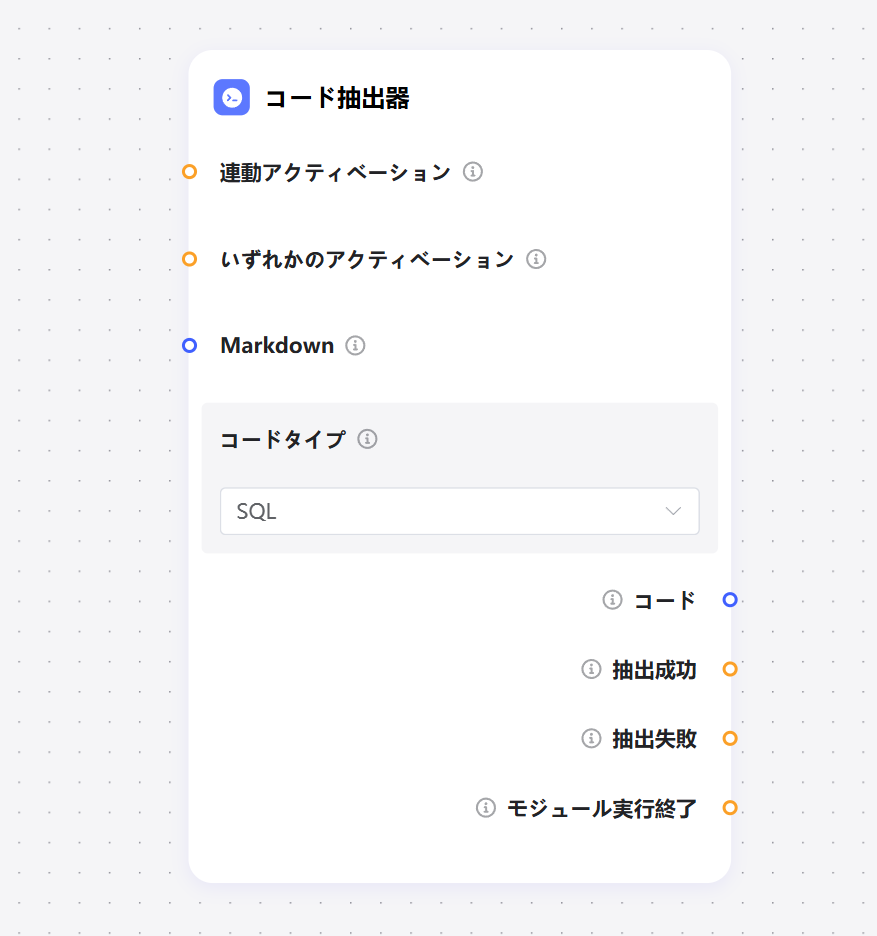 コード抽出器
連動アクティベーション
いずれかのアクティベーション
Markdown
コードタイプ
SQL
コード
抽出成功
抽出失敗
モジュール実行終了